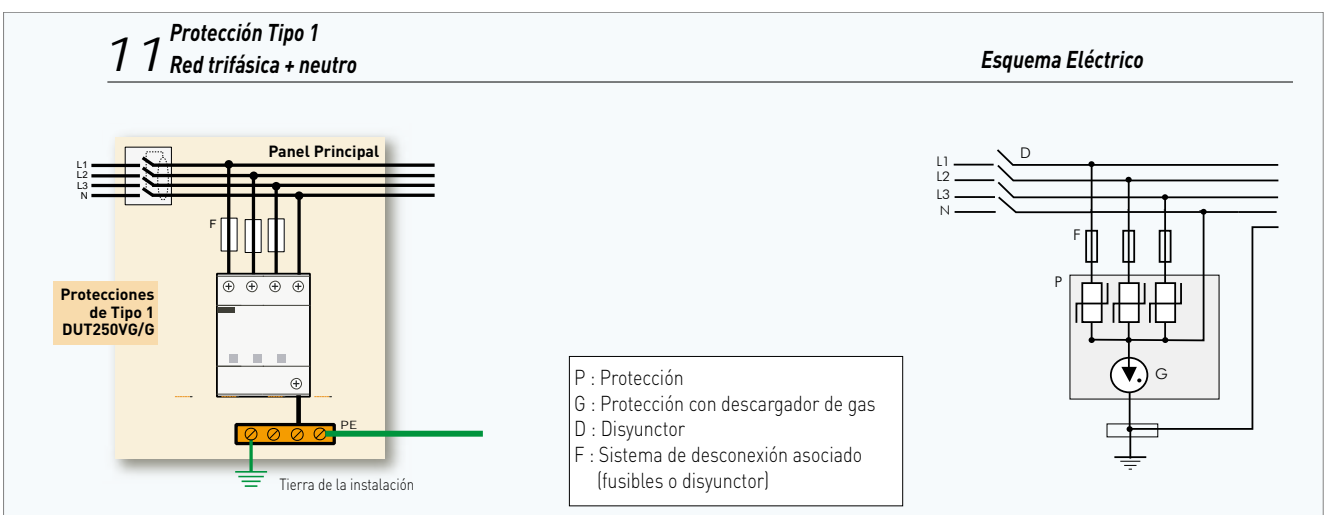 11
Protección Tipo 1
Red trifásica + neutro
Esquema Eléctrico
Panel Principal
L1
L2
L3
N
F
Protecciones
de Tipo 1
DUT250VG/G
PE
Tierra de la instalación
P : Protección
G : Protección con descargador de gas
D : Disyunctor
F : Sistema de desconexión asociado
(fusibles o disyunctor)
L1
D
L2
L3
N
F
P
G